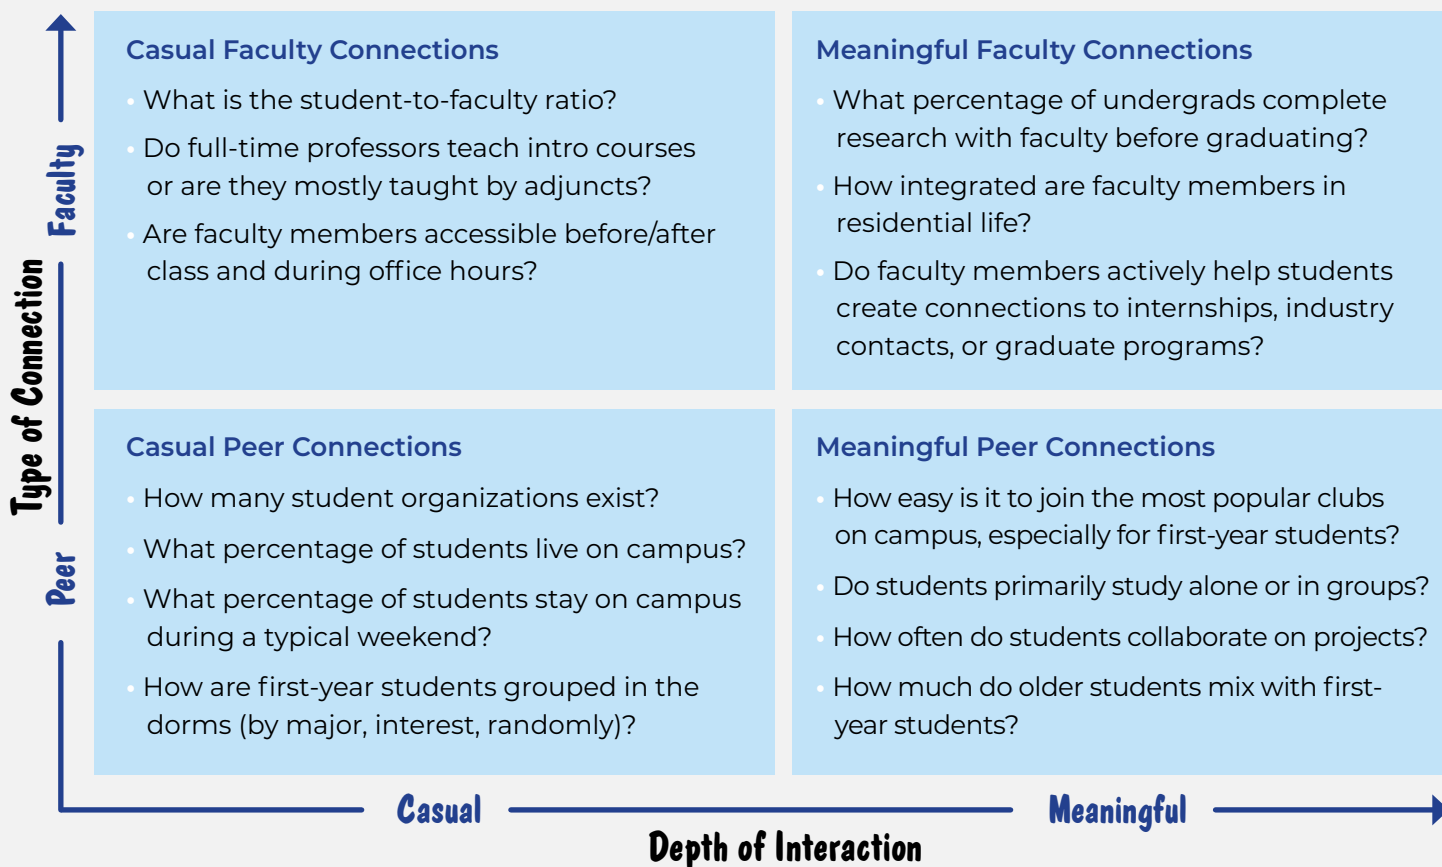 Type of Connection
Faculty
Peer
Casual Faculty Connections
• What is the student-to-faculty ratio?
• Do full-time professors teach intro courses
or are they mostly taught by adjuncts?
• Are faculty members accessible before/after
class and during office hours?
Meaningful Faculty Connections
• What percentage of undergrads complete
research with faculty before graduating?
• How integrated are faculty members in
residential life?
• Do faculty members actively help students
create connections to internships, industry
contacts, or graduate programs?
Casual Peer Connections
• How many student organizations exist?
• What percentage of students live on campus?
• What percentage of students stay on campus
during a typical weekend?
• How are first-year students grouped in the
dorms (by major, interest, randomly)?
Meaningful Peer Connections
• How easy is it to join the most popular clubs
on campus, especially for first-year students?
• Do students primarily study alone or in groups?
• How often do students collaborate on projects?
• How much do older students mix with first-
year students?
Casual
Meaningful
Depth of Interaction